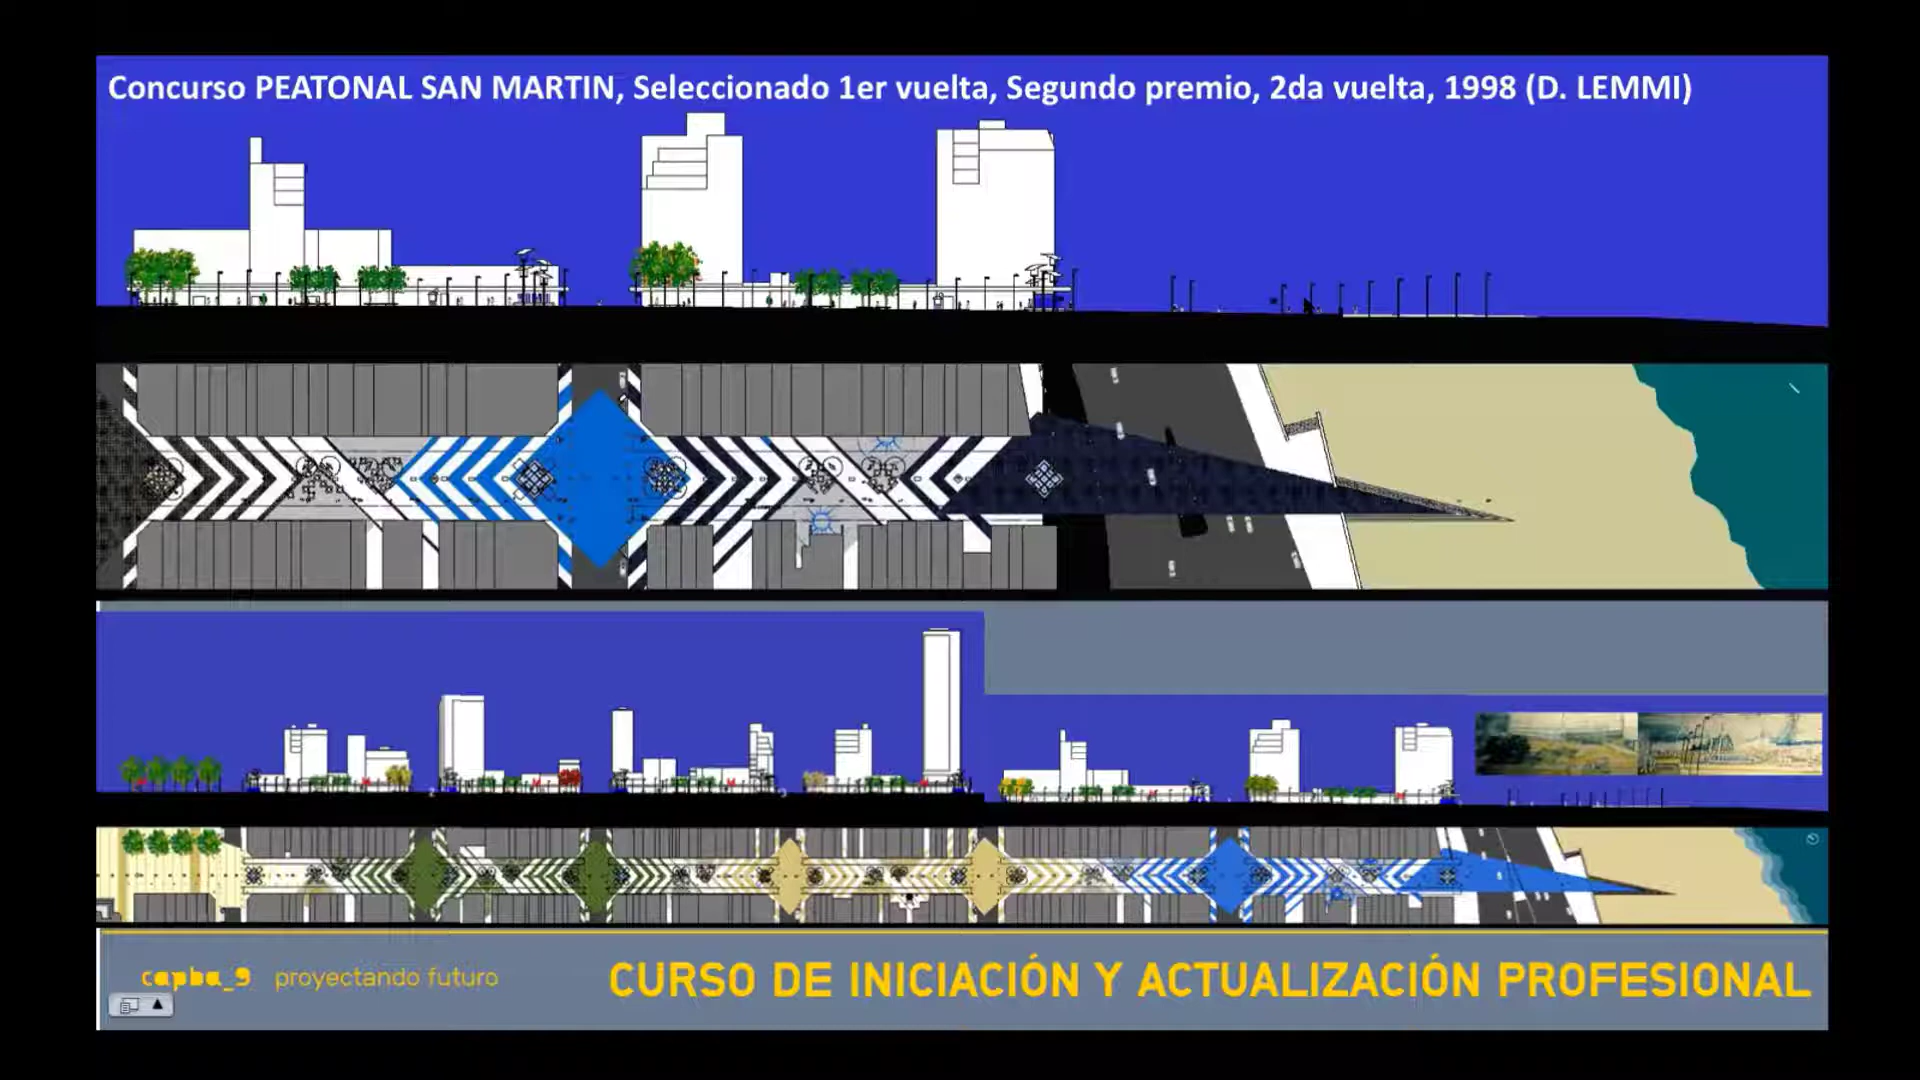 Concurso PEATONAL SAN MARTIN, Seleccionado 1er vuelta, Segundo premio, 2da vuelta, 1998 (D. LEMMI)
capba_9 proyectando futuro
CURSO DE INICIACIÓN Y ACTUALIZACIÓN PROFESIONAL